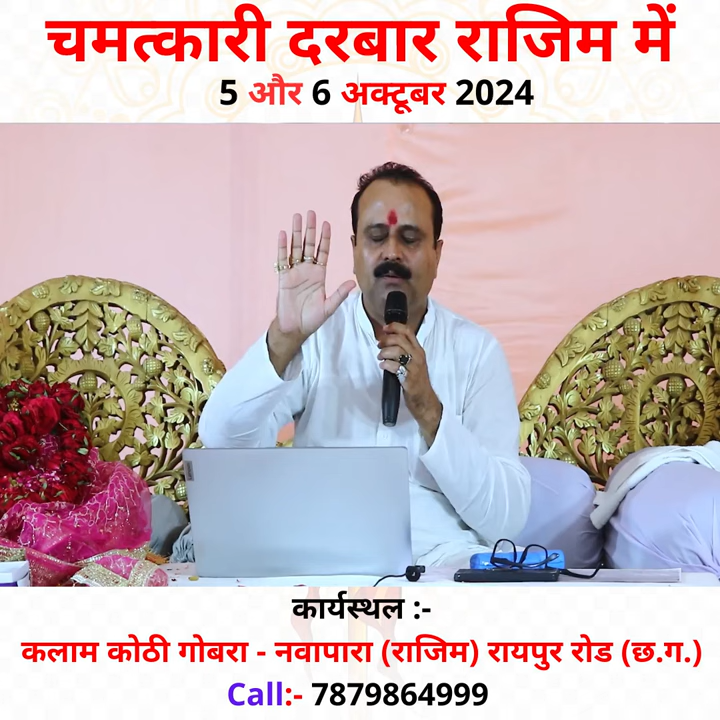 चमत्कारी दरबार राजिम में
5 और 6 अक्टूबर 2024
कार्यस्थल :-
कलाम कोठी गोबरा - नवापारा (राजिम) रायपुर रोड (छ.ग.)
Call:- 7879864999